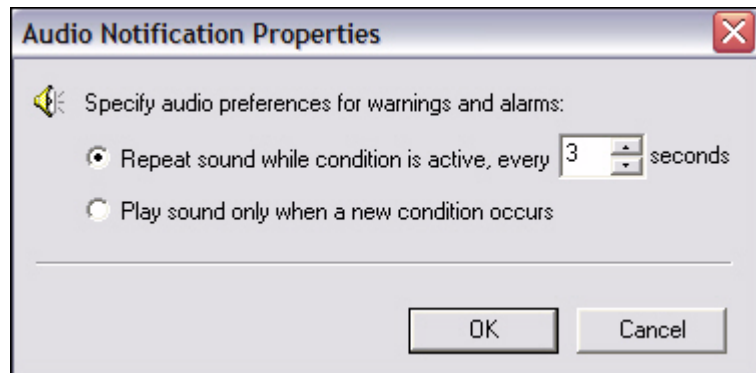 Audio Notification Properties
Specify audio preferences for warnings and alarms:
Repeat sound while condition is active, every 3 seconds
Play sound only when a new condition occurs
OK Cancel